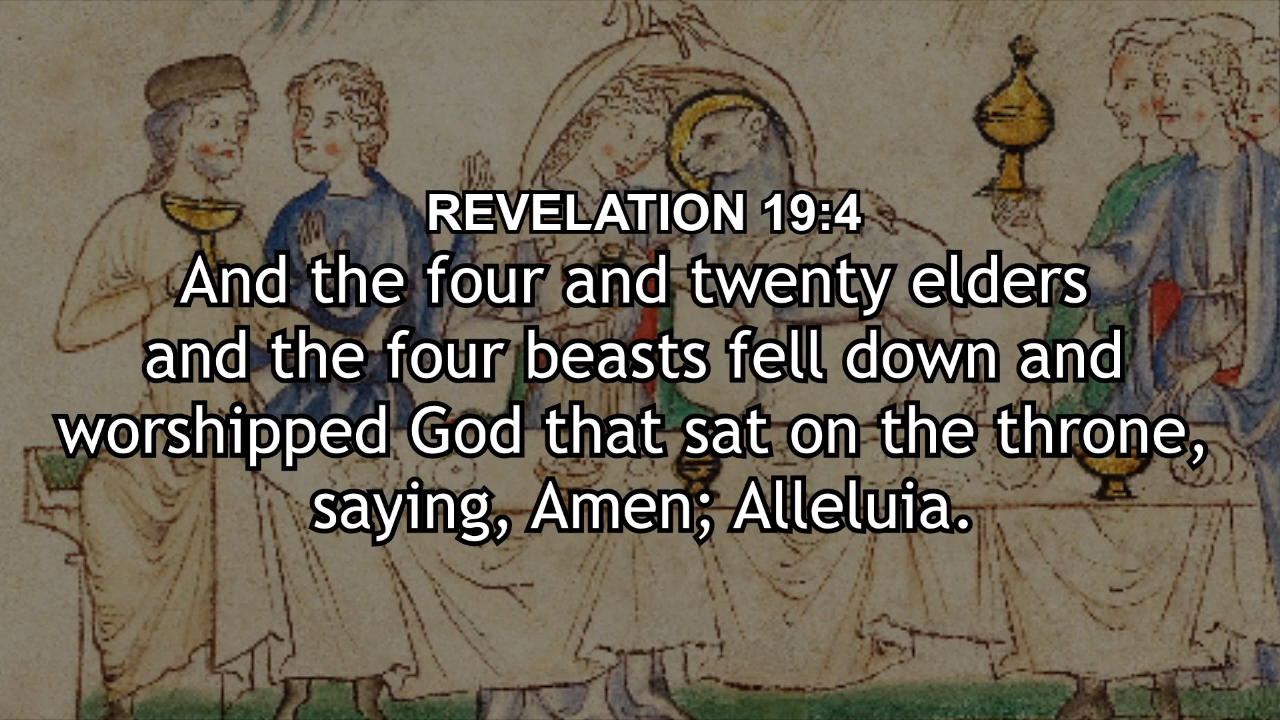 REVELATION 19:4
And the four and twenty elders
and the four beasts fell down and
worshipped God that sat on the throne,
saying, Amen; Alleluia.